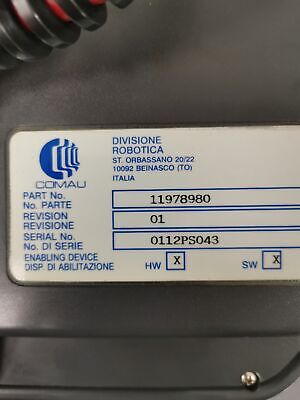 COMAU
DIVISIONE
ROBOTICA
ST. ORBASSANO 20/22
10092 BEINASCO (TO)
ITALIA
PART No.
No. PARTE
11978980
REVISION
REVISIONE
01
SERIAL No.
No. DI SERIE
0112PS043
ENABLING DEVICE
DISP. DI ABILITAZIONE
HW X SW X